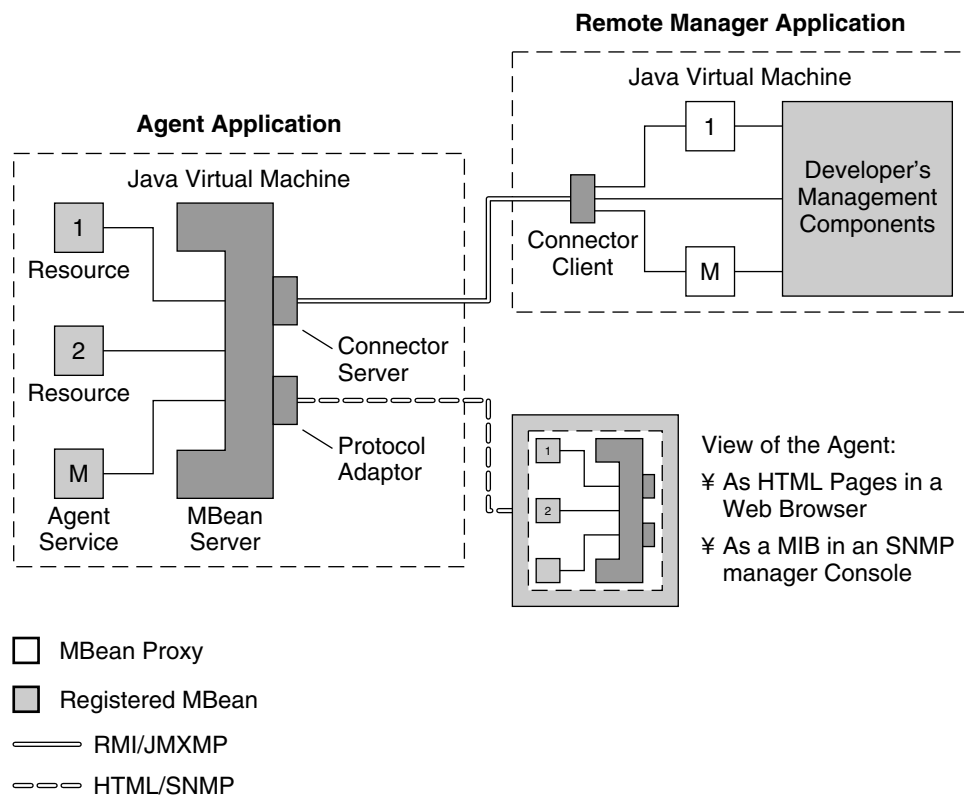 Remote Manager Application
Java Virtual Machine
1
Developer's
Management
Components
Connector
Client
M
Agent Application
Java Virtual Machine
1
Resource
2
Resource
M
Agent
Service
MBean
Server
Connector
Server
Protocol
Adaptor
1
2
View of the Agent:
¥ As HTML Pages in a
Web Browser
¥ As a MIB in an SNMP
manager Console
MBean Proxy
Registered MBean
RMI/JMXMP
HTML/SNMP